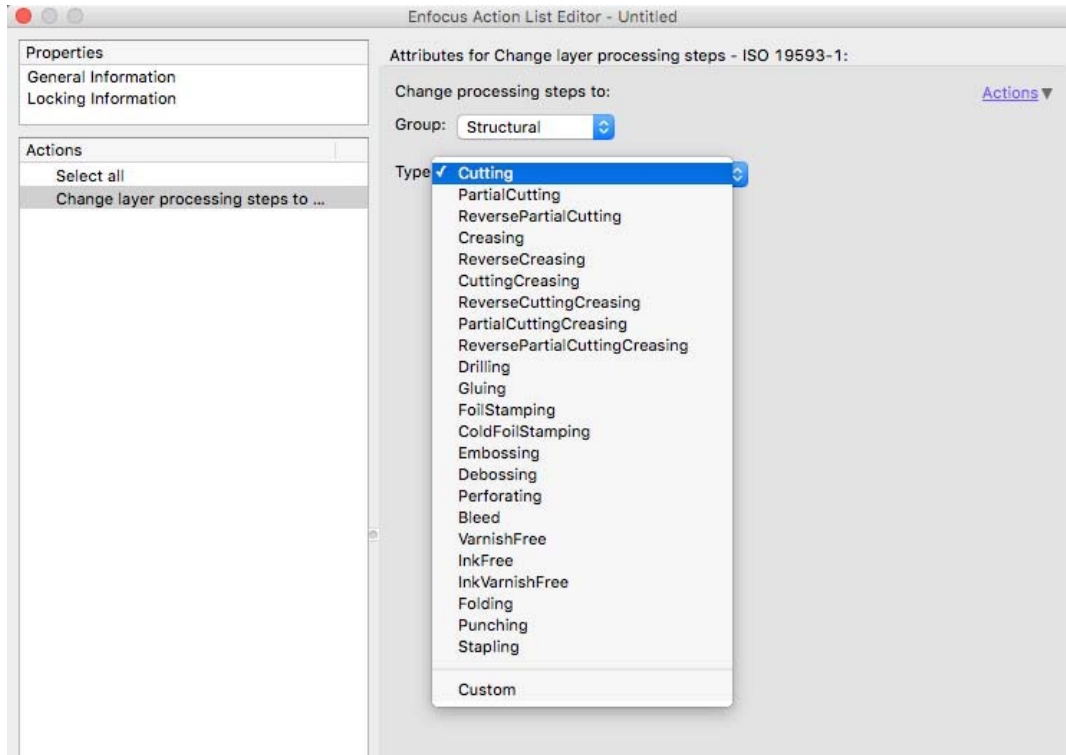 Enfocus Action List Editor - Untitled
Properties
General Information
Locking Information
Actions
Select all
Change layer processing steps to ...
Attributes for Change layer processing steps - ISO 19593-1:
Change processing steps to:
Actions▼
Group: Structural
Type ✓ Cutting
PartialCutting
ReversePartialCutting
Creasing
ReverseCreasing
CuttingCreasing
ReverseCuttingCreasing
PartialCuttingCreasing
ReversePartialCuttingCreasing
Drilling
Gluing
FoilStamping
ColdFoilStamping
Embossing
Debossing
Perforating
Bleed
VarnishFree
InkFree
InkVarnishFree
Folding
Punching
Stapling
Custom